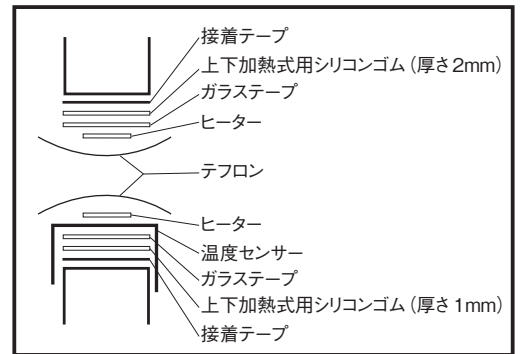 接着テープ
上下加熱式用シリコンゴム（厚さ2mm）
ガラステープ
ヒーター
テフロン
ヒーター
温度センサー
ガラステープ
上下加熱式用シリコンゴム（厚さ1mm）
接着テープ